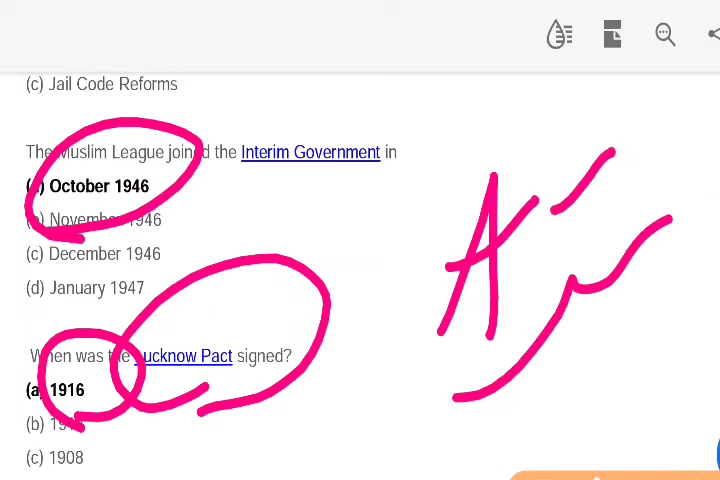 (c) Jail Code Reforms
The Muslim League joined the Interim Government in
(a) October 1946
(b) November 1946
(c) December 1946
(d) January 1947
When was the Lucknow Pact signed?
(a) 1916
(b)
(c) 1908